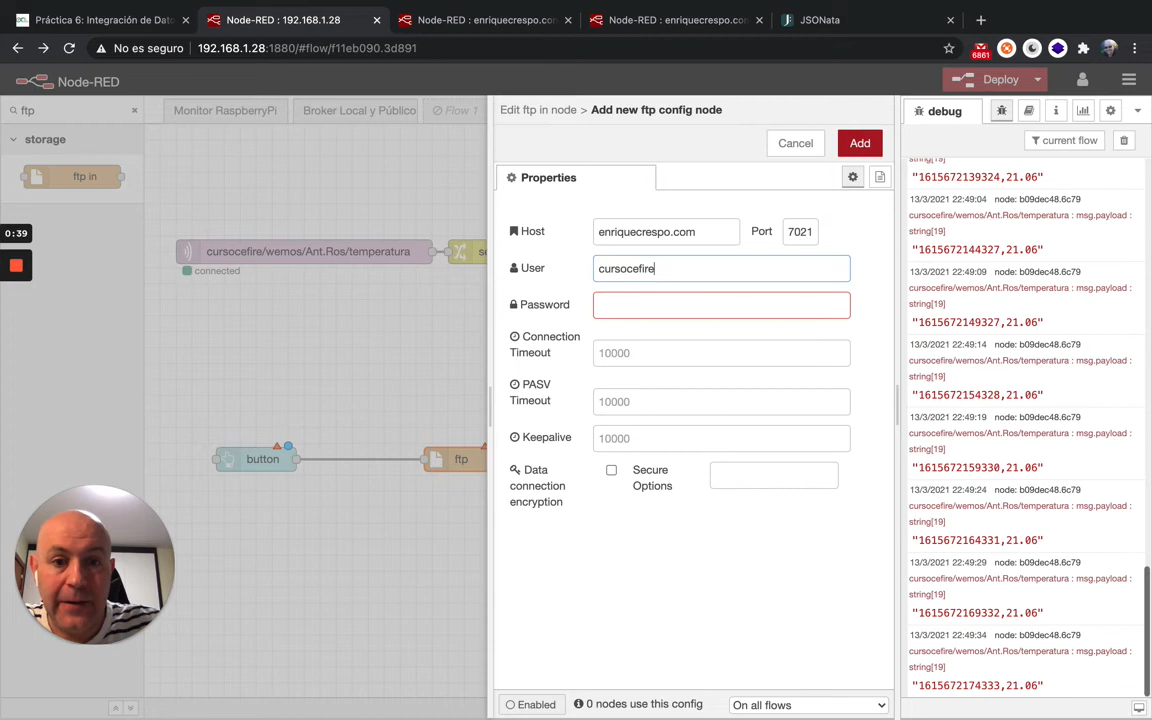 Práctica 6: Integración de Dato
Node-RED : 192.168.1.28
Node-RED : enriquecrespo.com
Node-RED : enriquecrespo.com
JSONata
No es seguro
192.168.1.28:1880/#flow/f11eb090.3d891
6861
Node-RED
Deploy
ftp
Monitor RaspberryPi
Broker Local y Público
Flow 1
storage
ftp in
0:39
cursocefire/wemos/Ant.Ros/temperatura
connected
button
ftp
Edit ftp in node > Add new ftp config node
Cancel
Add
Properties
Host
enriquecrespo.com
Port
7021
User
cursocefire
Password
Connection Timeout
10000
PASV Timeout
10000
Keepalive
10000
Data connection encryption
Secure Options
Enabled
0 nodes use this config
On all flows
debug
current flow
string[19]
"1615672139324,21.06"
13/3/2021 22:49:04 node: b09dec48.6c79
cursocefire/wemos/Ant.Ros/temperatura : msg.payload :
string[19]
"1615672144327,21.06"
13/3/2021 22:49:09 node: b09dec48.6c79
cursocefire/wemos/Ant.Ros/temperatura : msg.payload :
string[19]
"1615672149327,21.06"
13/3/2021 22:49:14 node: b09dec48.6c79
cursocefire/wemos/Ant.Ros/temperatura : msg.payload :
string[19]
"1615672154328,21.06"
13/3/2021 22:49:19 node: b09dec48.6c79
cursocefire/wemos/Ant.Ros/temperatura : msg.payload :
string[19]
"1615672159330,21.06"
13/3/2021 22:49:24 node: b09dec48.6c79
cursocefire/wemos/Ant.Ros/temperatura : msg.payload :
string[19]
"1615672164331,21.06"
13/3/2021 22:49:29 node: b09dec48.6c79
cursocefire/wemos/Ant.Ros/temperatura : msg.payload :
string[19]
"1615672169332,21.06"
13/3/2021 22:49:34 node: b09dec48.6c79
cursocefire/wemos/Ant.Ros/temperatura : msg.payload :
string[19]
"1615672174333,21.06"